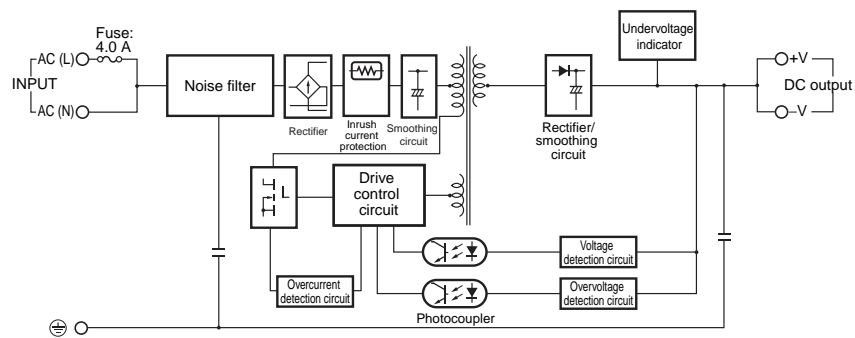 Fuse:
4.0 A
AC (L)
INPUT
AC (N)
Noise filter
Rectifier
Inrush
current
protection
Smoothing
circuit
Rectifier/
smoothing
circuit
Undervoltage
indicator
+V
DC output
–V
Drive
control
circuit
Overcurrent
detection circuit
Voltage
detection circuit
Overvoltage
detection circuit
Photocoupler